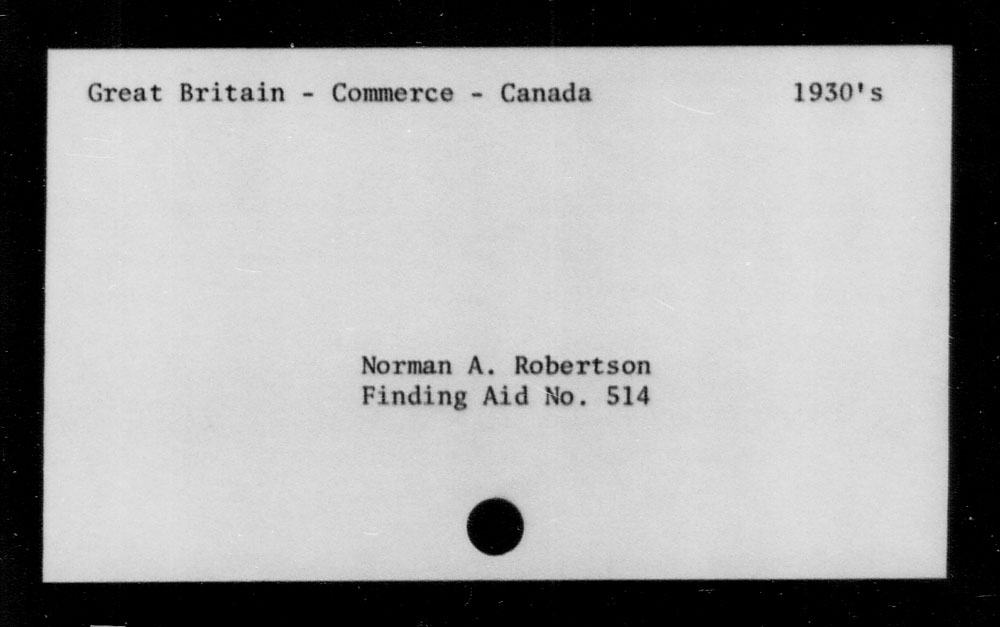 Great Britain - Commerce - Canada 1930's
Norman A. Robertson
Finding Aid No. 514